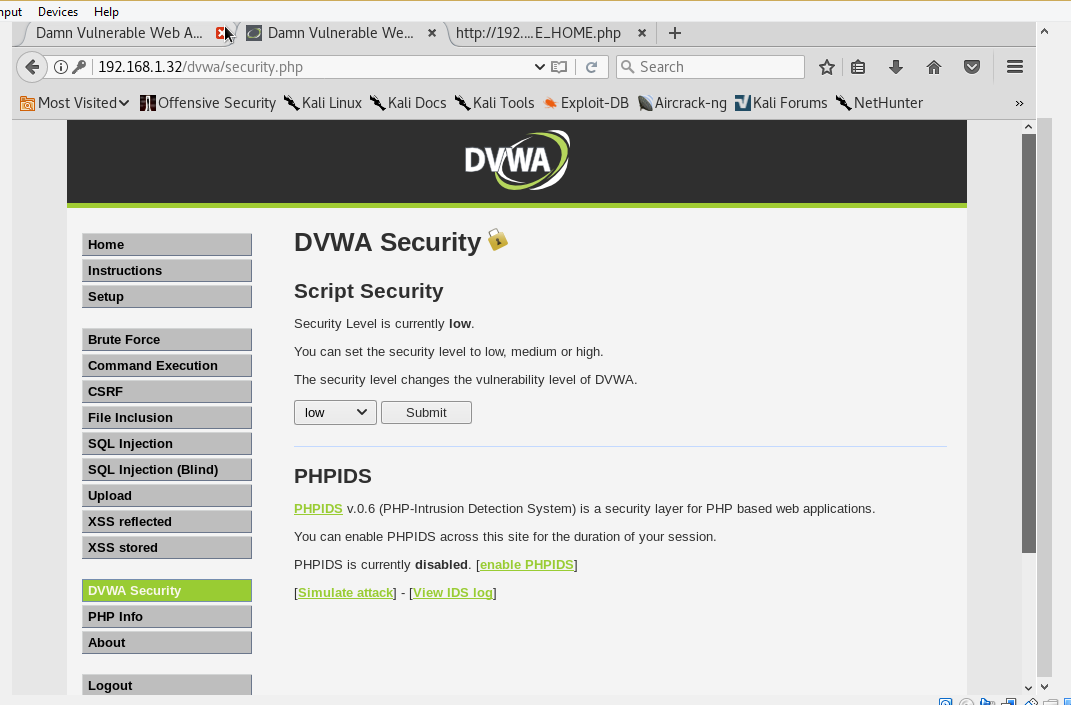 nput Devices Help
Damn Vulnerable Web A... Damn Vulnerable We... http://192....E_HOME.php
192.168.1.32/dvwa/security.php Search
Most Visited Offensive Security Kali Linux Kali Docs Kali Tools Exploit-DB Aircrack-ng Kali Forums NetHunter »
DVWA
Home
Instructions
Setup
Brute Force
Command Execution
CSRF
File Inclusion
SQL Injection
SQL Injection (Blind)
Upload
XSS reflected
XSS stored
DVWA Security
PHP Info
About
Logout
DVWA Security
Script Security
Security Level is currently low.
You can set the security level to low, medium or high.
The security level changes the vulnerability level of DVWA.
low Submit
PHPIDS
PHPIDS v.0.6 (PHP-Intrusion Detection System) is a security layer for PHP based web applications.
You can enable PHPIDS across this site for the duration of your session.
PHPIDS is currently disabled. [enable PHPIDS]
[Simulate attack] - [View IDS log]